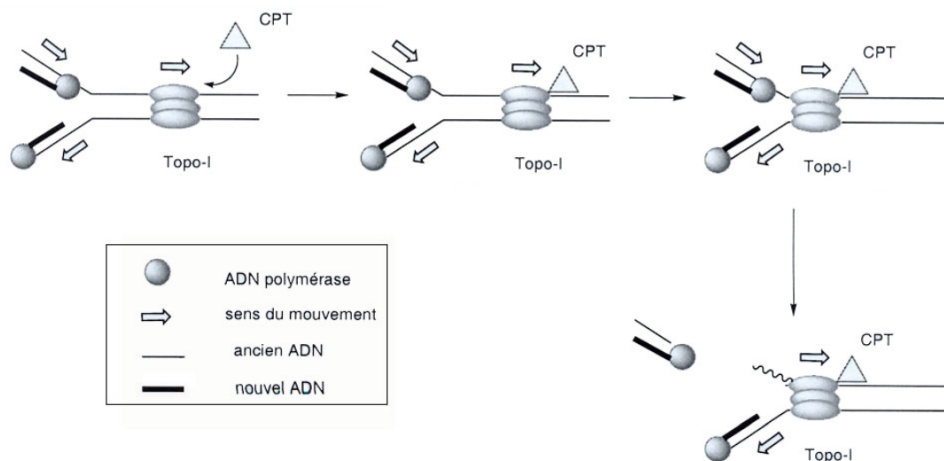 CPT
CPT
CPT
Topo-I
Topo-I
Topo-I
ADN polymérase
sens du mouvement
ancien ADN
nouvel ADN
CPT
Topo-I